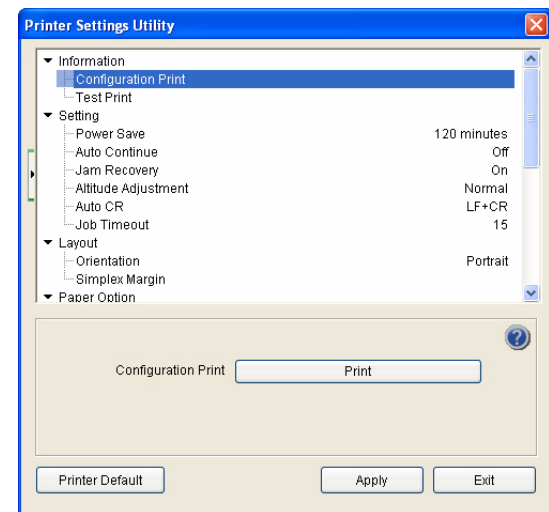 Printer Settings Utility
Information
Configuration Print
Test Print
Setting
Power Save 120 minutes
Auto Continue Off
Jam Recovery On
Altitude Adjustment Normal
Auto CR LF+CR
Job Timeout 15
Layout
Orientation Portrait
Simplex Margin
Paper Option
?
Configuration Print Print
Printer Default Apply Exit